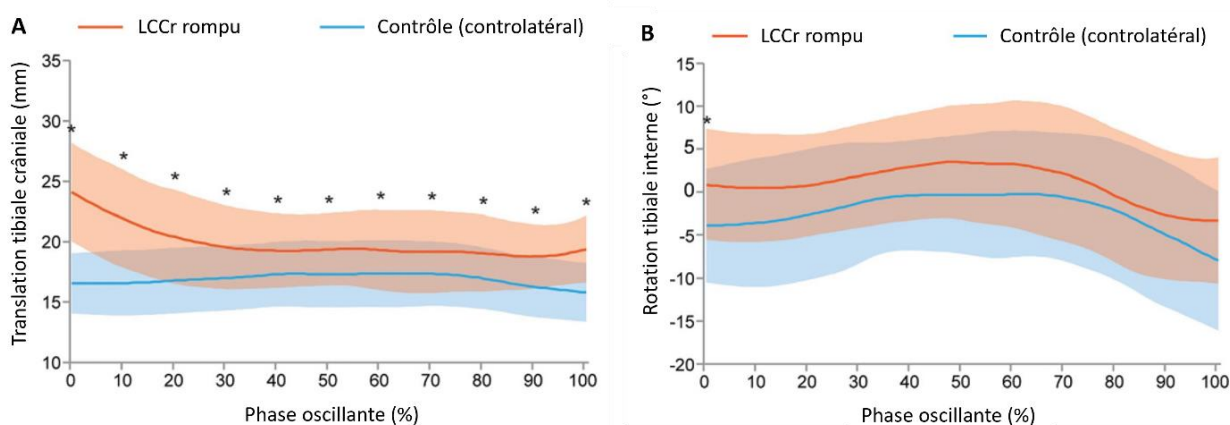 A
LCCr rompu
Contrôle (controlatéral)
Translation tibiale crâniale (mm)
35
30
25
20
15
10
* * * * * * * * * * *
0 10 20 30 40 50 60 70 80 90 100
Phase oscillante (%)
B
LCCr rompu
Contrôle (controlatéral)
Rotation tibiale interne (°)
15
10
5
0
-5
-10
-15
-20
*
0 10 20 30 40 50 60 70 80 90 100
Phase oscillante (%)